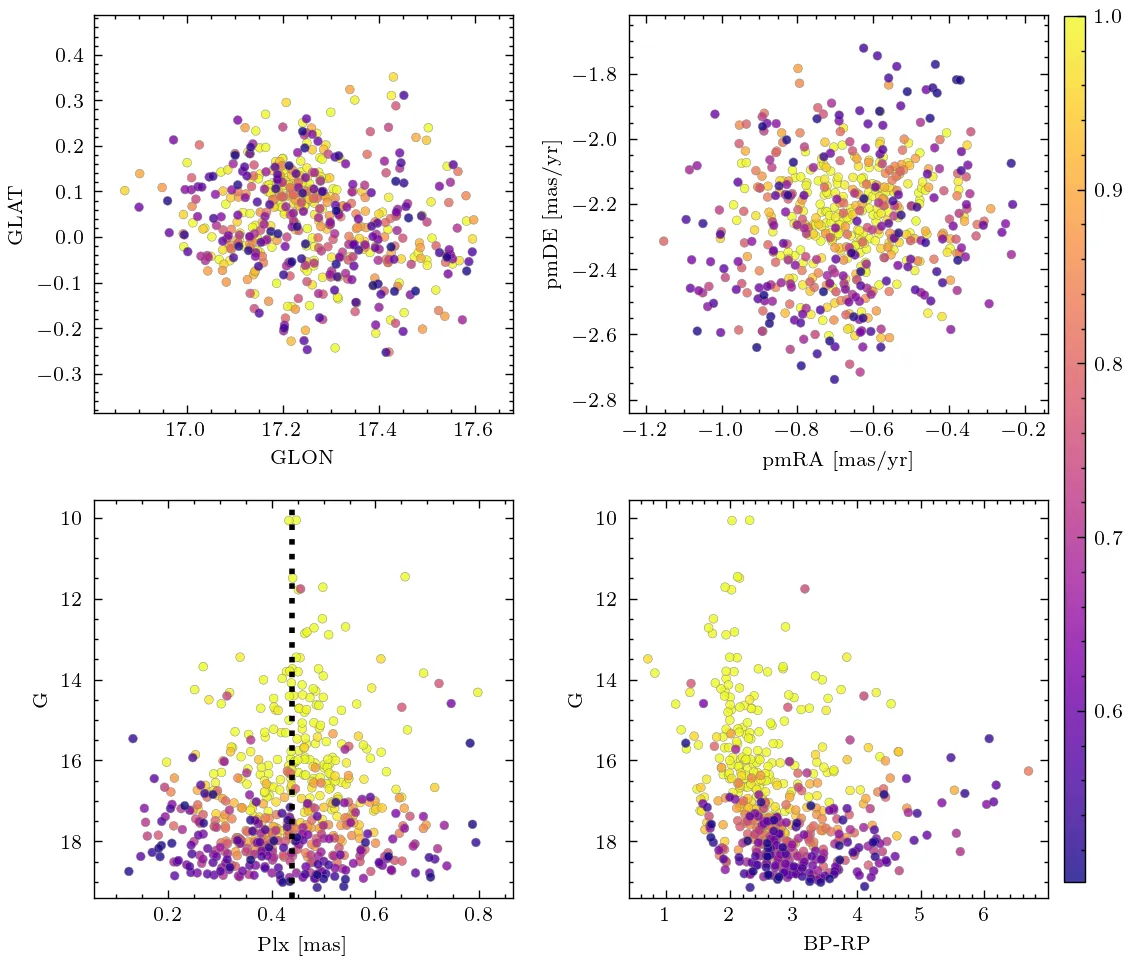 0.4
0.3
0.2
0.1
0.0
−0.1
−0.2
−0.3
GLAT
17.0 17.2 17.4 17.6
GLON
−1.8
−2.0
−2.2
−2.4
−2.6
−2.8
pmDE [mas/yr]
−1.2 −1.0 −0.8 −0.6 −0.4 −0.2
pmRA [mas/yr]
1.0
0.9
0.8
0.7
0.6
10
12
14
16
18
G
0.2 0.4 0.6 0.8
Plx [mas]
10
12
14
16
18
G
1 2 3 4 5 6
BP-RP